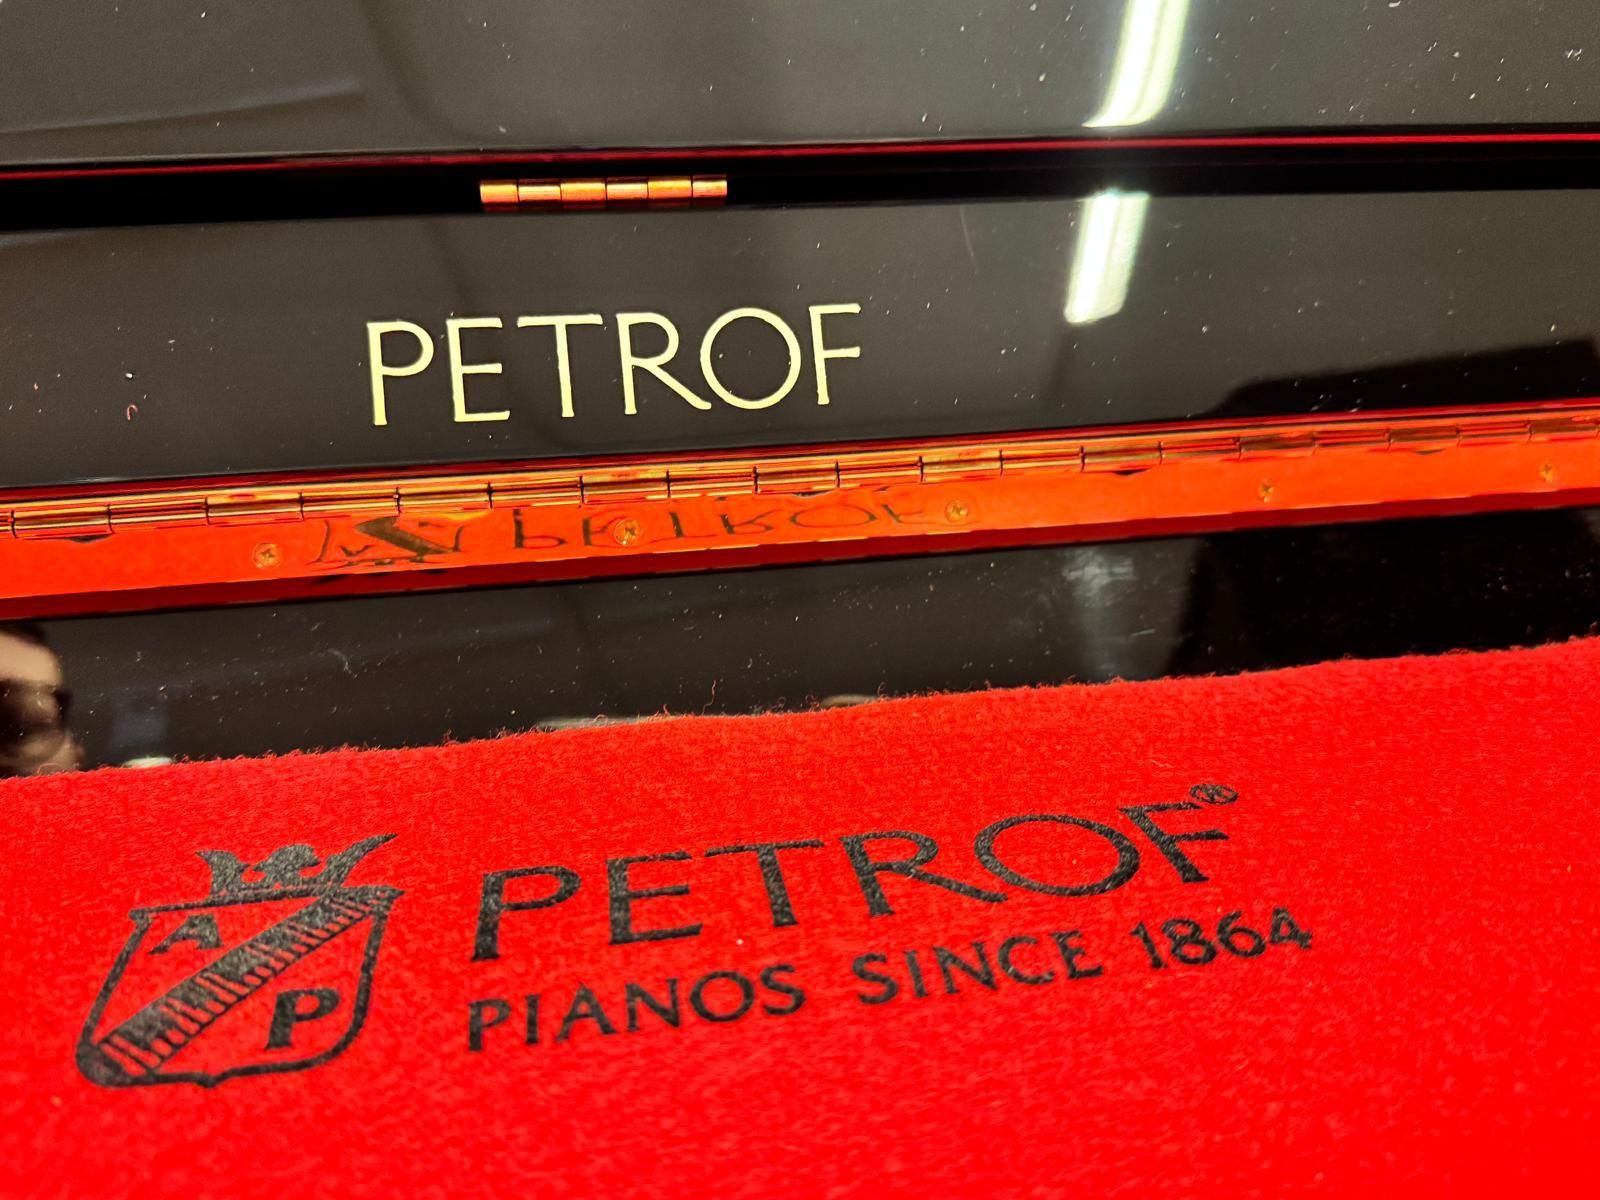 PETROF
A
P
PETROF®
PIANOS SINCE 1864